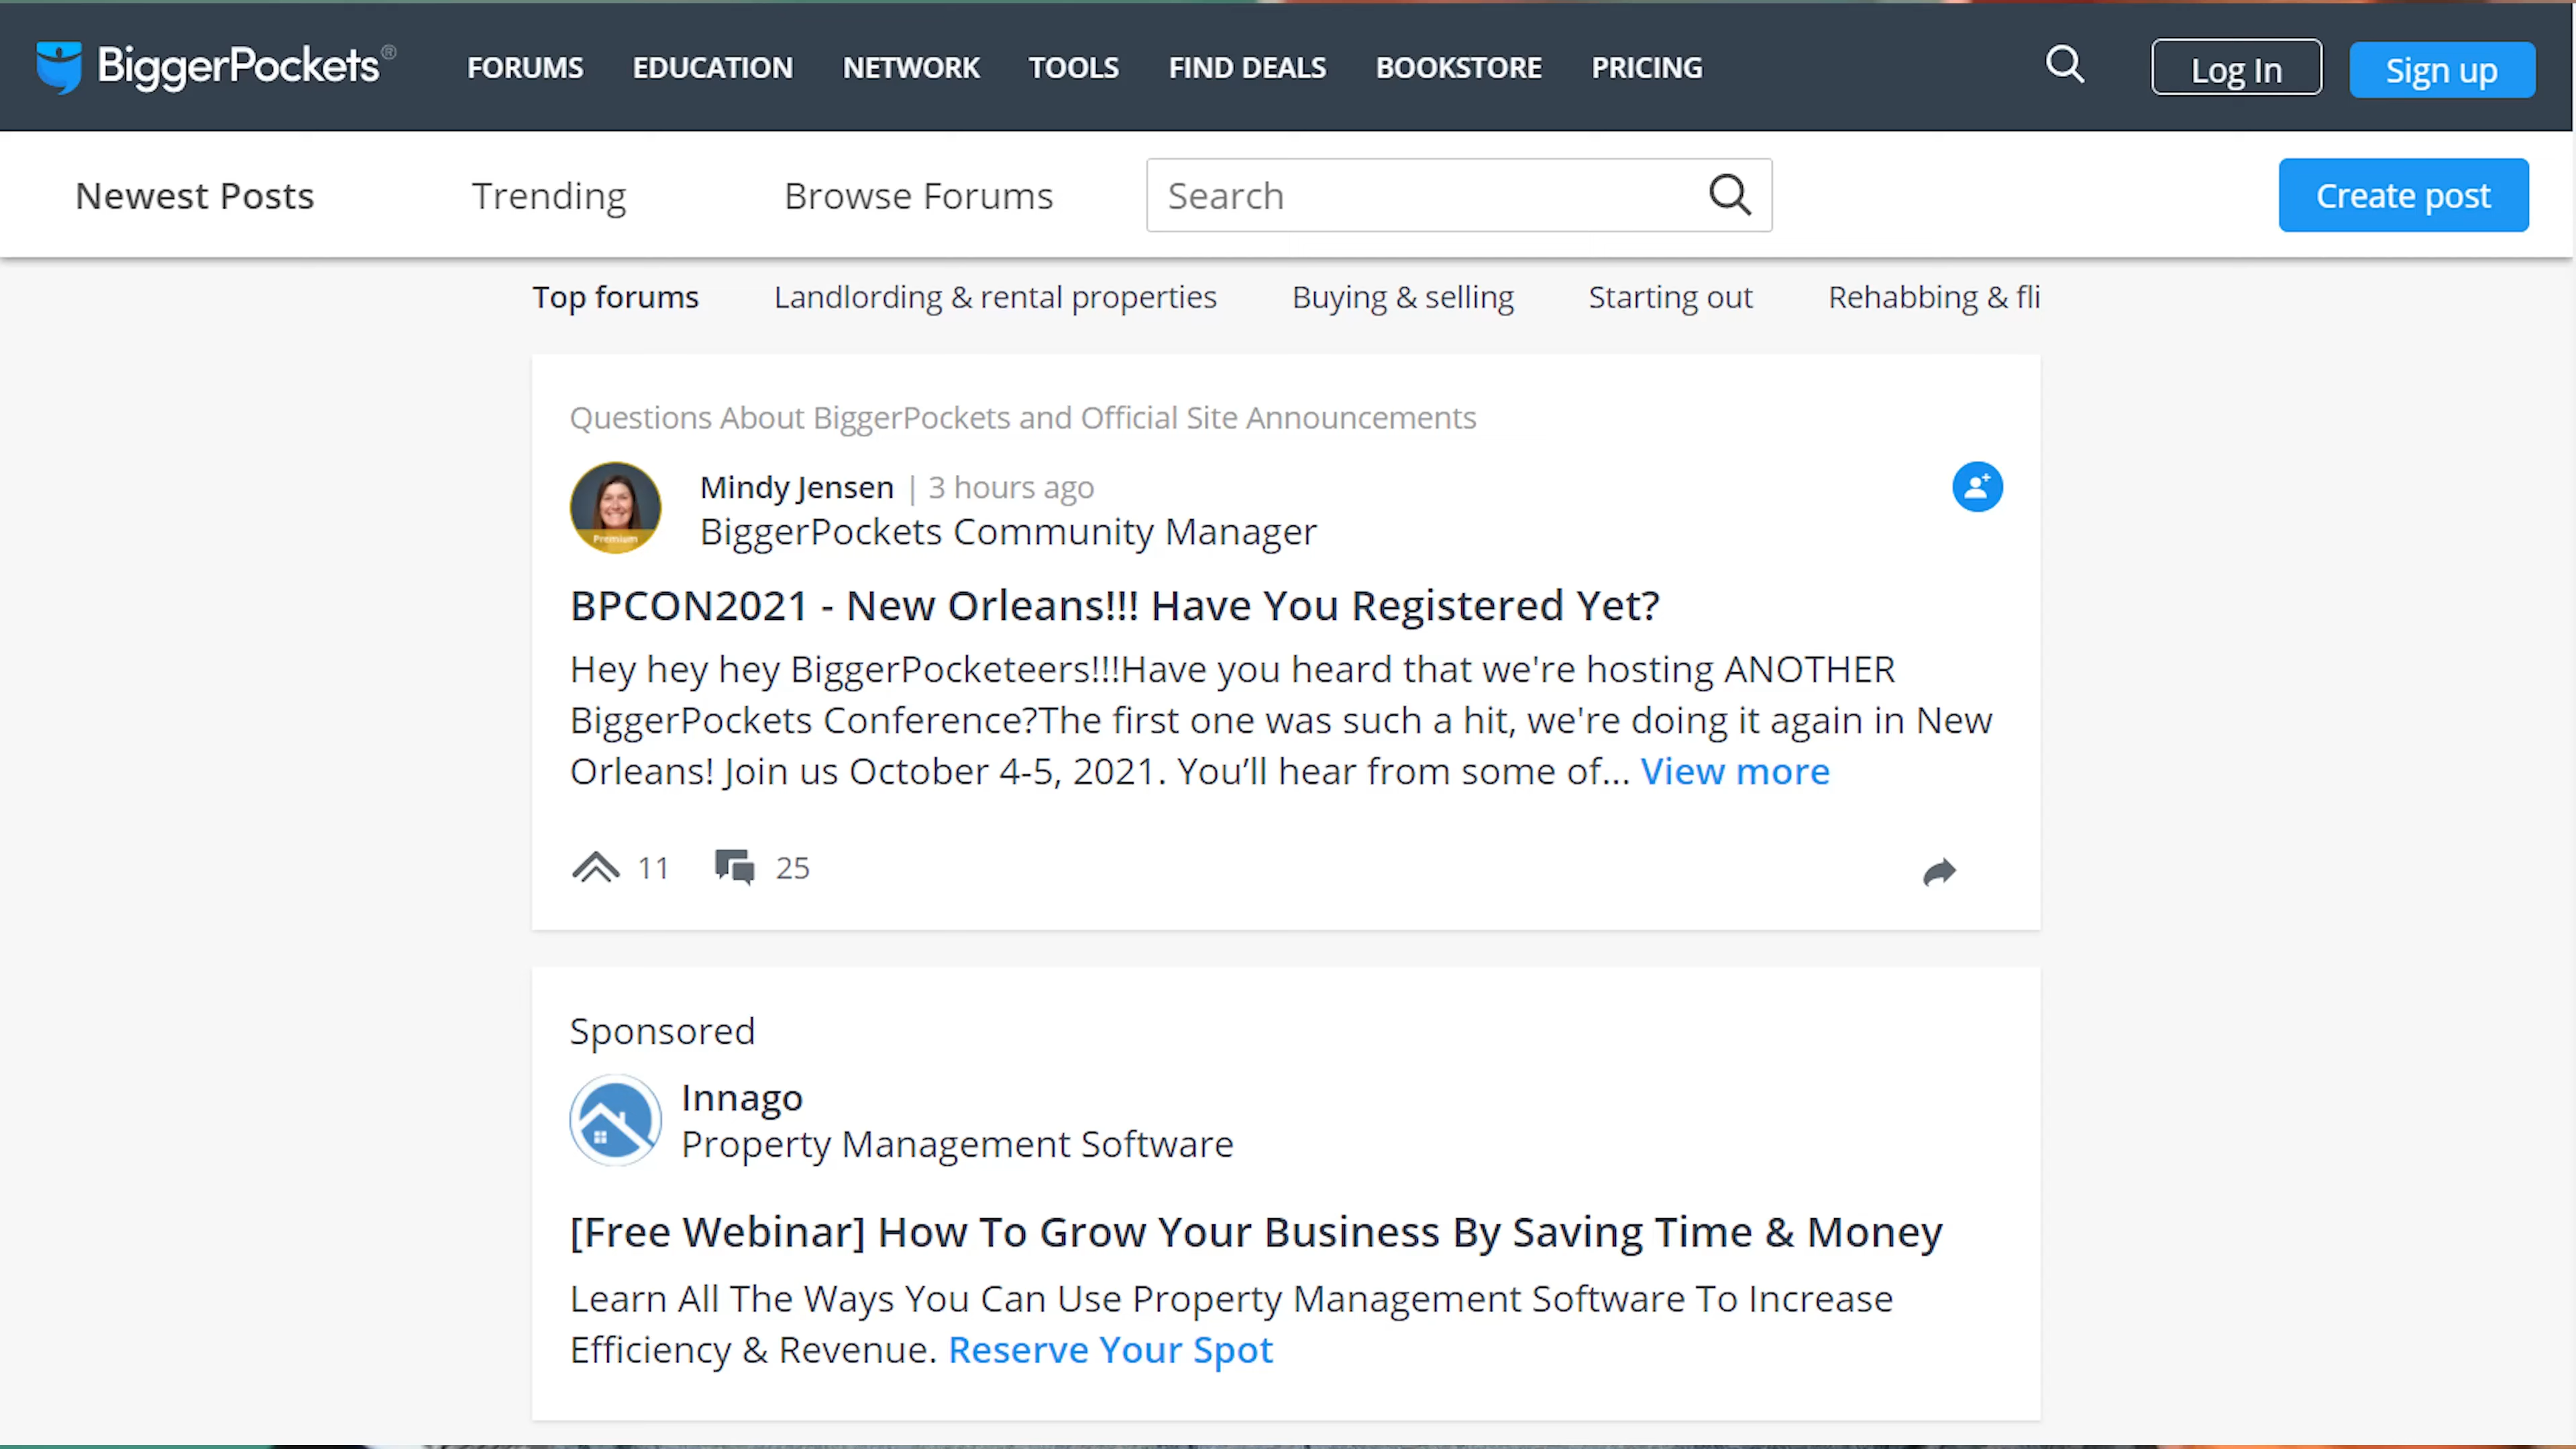 BiggerPockets® FORUMS EDUCATION NETWORK TOOLS FIND DEALS BOOKSTORE PRICING Log In Sign up
Newest Posts Trending Browse Forums Search Create post
Top forums Landlording & rental properties Buying & selling Starting out Rehabbing & fli
Questions About BiggerPockets and Official Site Announcements
Mindy Jensen | 3 hours ago
BiggerPockets Community Manager
Premium
BPCON2021 - New Orleans!!! Have You Registered Yet?
Hey hey hey BiggerPocketeers!!!Have you heard that we're hosting ANOTHER
BiggerPockets Conference?The first one was such a hit, we're doing it again in New
Orleans! Join us October 4-5, 2021. You’ll hear from some of... View more
11 25
Sponsored
Innago
Property Management Software
[Free Webinar] How To Grow Your Business By Saving Time & Money
Learn All The Ways You Can Use Property Management Software To Increase
Efficiency & Revenue. Reserve Your Spot